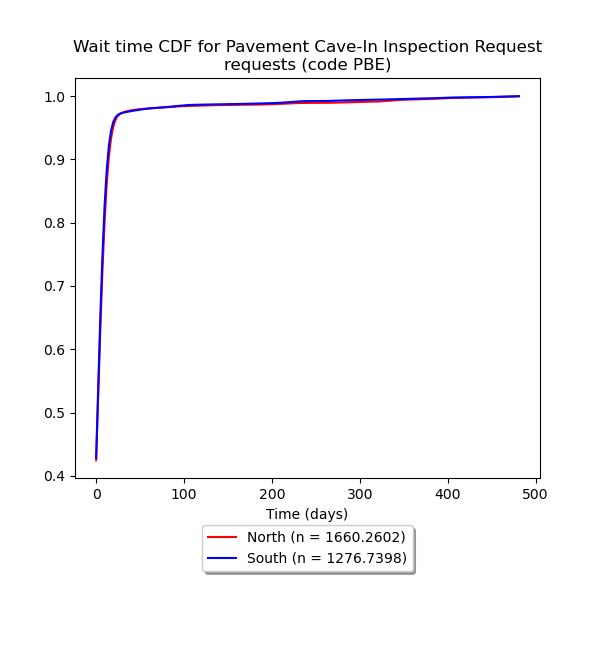 Wait time CDF for Pavement Cave-In Inspection Request
requests (code PBE)
1.0
0.9
0.8
0.7
0.6
0.5
0.4
0 100 200 300 400 500
Time (days)
North (n = 1660.2602)
South (n = 1276.7398)